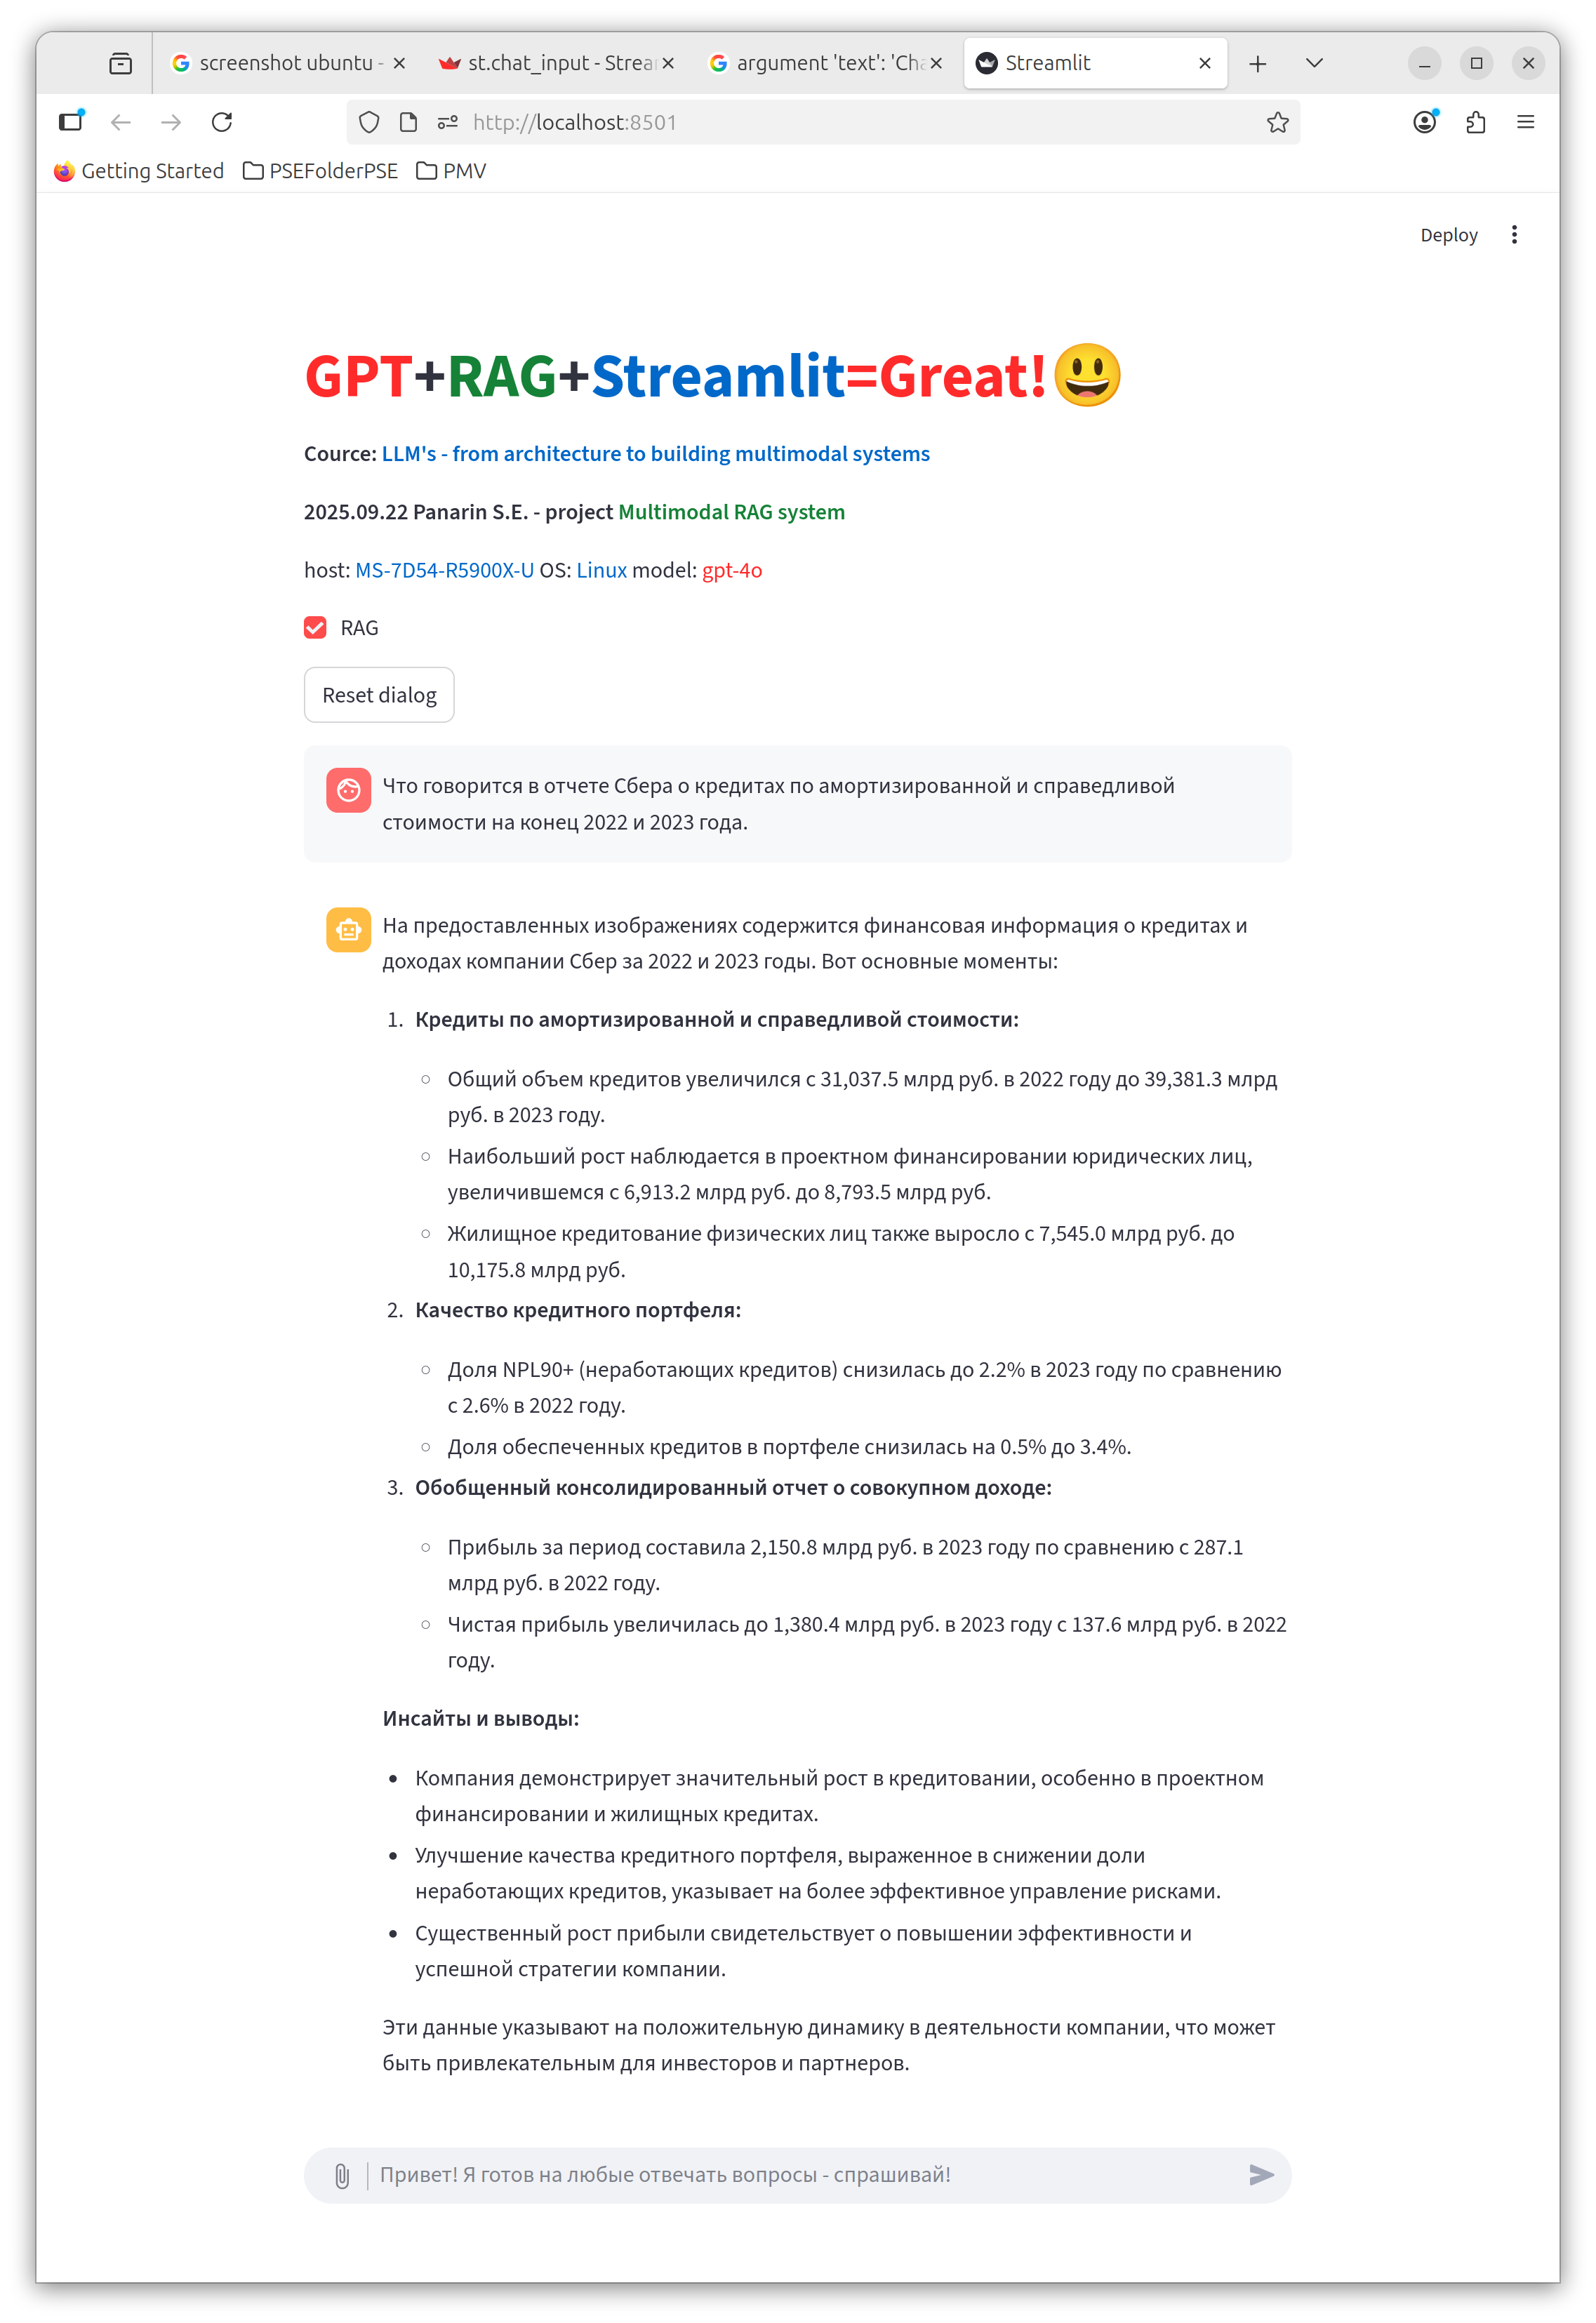 screenshot ubuntu -
st.chat_input - Strea
argument 'text': 'Cha
Streamlit
http://localhost:8501
Getting Started PSEFolderPSE PMV
Deploy
GPT+RAG+Streamlit=Great!😃
Cource: LLM's - from architecture to building multimodal systems
2025.09.22 Panarin S.E. - project Multimodal RAG system
host: MS-7D54-R5900X-U OS: Linux model: gpt-4o
RAG
Reset dialog
Что говорится в отчете Сбера о кредитах по амортизированной и справедливой
стоимости на конец 2022 и 2023 года.
На предоставленных изображениях содержится финансовая информация о кредитах и
доходах компании Сбер за 2022 и 2023 годы. Вот основные моменты:
1. Кредиты по амортизированной и справедливой стоимости:
Общий объем кредитов увеличился с 31,037.5 млрд руб. в 2022 году до 39,381.3 млрд
руб. в 2023 году.
Наибольший рост наблюдается в проектном финансировании юридических лиц,
увеличившемся с 6,913.2 млрд руб. до 8,793.5 млрд руб.
Жилищное кредитование физических лиц также выросло с 7,545.0 млрд руб. до
10,175.8 млрд руб.
2. Качество кредитного портфеля:
Доля NPL90+ (неработающих кредитов) снизилась до 2.2% в 2023 году по сравнению
с 2.6% в 2022 году.
Доля обеспеченных кредитов в портфеле снизилась на 0.5% до 3.4%.
3. Обобщенный консолидированный отчет о совокупном доходе:
Прибыль за период составила 2,150.8 млрд руб. в 2023 году по сравнению с 287.1
млрд руб. в 2022 году.
Чистая прибыль увеличилась до 1,380.4 млрд руб. в 2023 году с 137.6 млрд руб. в 2022
году.
Инсайты и выводы:
Компания демонстрирует значительный рост в кредитовании, особенно в проектном
финансировании и жилищных кредитах.
Улучшение качества кредитного портфеля, выраженное в снижении доли
неработающих кредитов, указывает на более эффективное управление рисками.
Существенный рост прибыли свидетельствует о повышении эффективности и
успешной стратегии компании.
Эти данные указывают на положительную динамику в деятельности компании, что может
быть привлекательным для инвесторов и партнеров.
Привет! Я готов на любые отвечать вопросы - спрашивай!